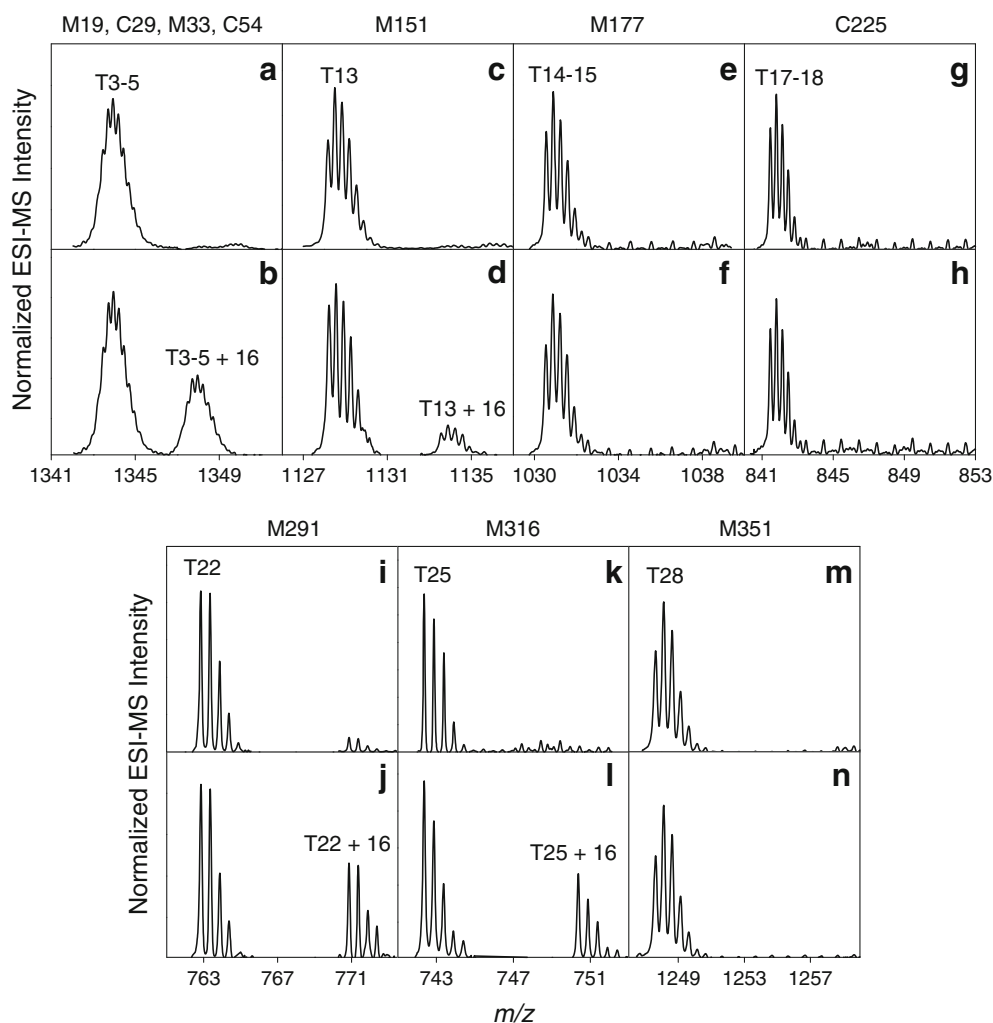 M19, C29, M33, C54 M151 M177 C225
a c e g
T3-5 T13 T14-15 T17-18
Normalized ESI-MS Intensity
b d f h
T3-5 + 16
T13 + 16
1341 1345 1349 1127 1131 1135 1030 1034 1038 841 845 849 853
M291 M316 M351
i k m
T22 T25 T28
Normalized ESI-MS Intensity
j l n
T22 + 16
T25 + 16
763 767 771 743 747 751 1249 1253 1257
m/z